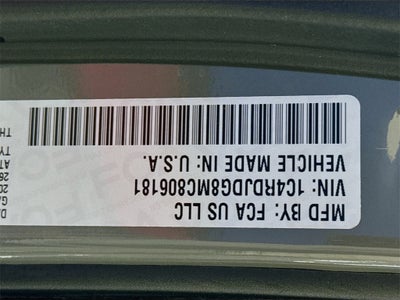 MFD BY: FCA US LLC
VIN: 1C4RDJDG8MC806181
VEHICLE MADE IN: U.S.A.